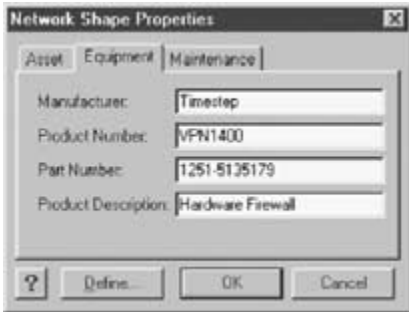 Network Shape Properties
Asset Equipment Maintenance
Manufacturer: Timestep
Product Number: VPN1400
Part Number: 1251-5135179
Product Description: Hardware Firewall
? Define... OK Cancel